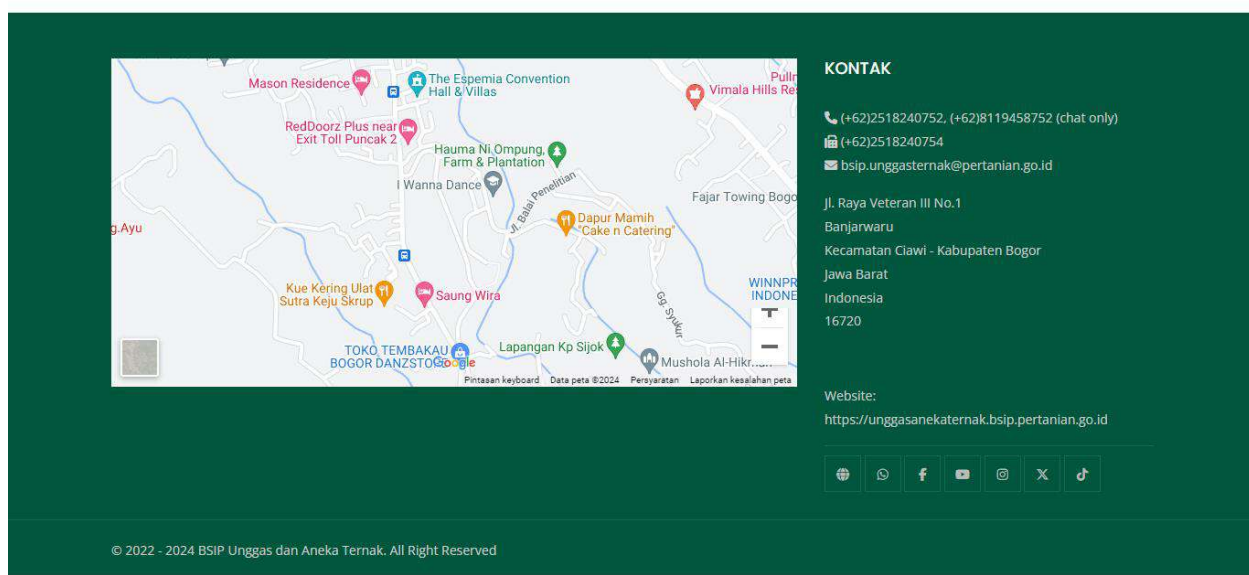 Mason Residence
The Espemia Convention
Hall & Villas
Pulln
Vimala Hills Re
RedDoorz Plus near
Exit Toll Puncak 2
Hauma Ni Ompung,
Farm & Plantation
I Wanna Dance
Jl. Balai Penelitian
Fajar Towing Bogo
g.Ayu
Dapur Mamih
"Cake n Catering"
Kue Kering Ulat
Sutra Keju Skrup
Saung Wira
WINNPR
INDONE
Gg. Syukur
TOKO TEMBAKAU
BOGOR DANZSTO
Google
Lapangan Kp Sijok
Mushola Al-Hik
Pintasan keyboard Data peta ©2024 Persyaratan Laporkan kesalahan peta
KONTAK
(+62)2518240752, (+62)8119458752 (chat only)
(+62)2518240754
bsip.unggasternak@pertanian.go.id
Jl. Raya Veteran III No.1
Banjarwaru
Kecamatan Ciawi - Kabupaten Bogor
Jawa Barat
Indonesia
16720
Website:
https://unggasanekaternak.bsip.pertanian.go.id
© 2022 - 2024 BSIP Unggas dan Aneka Ternak. All Right Reserved